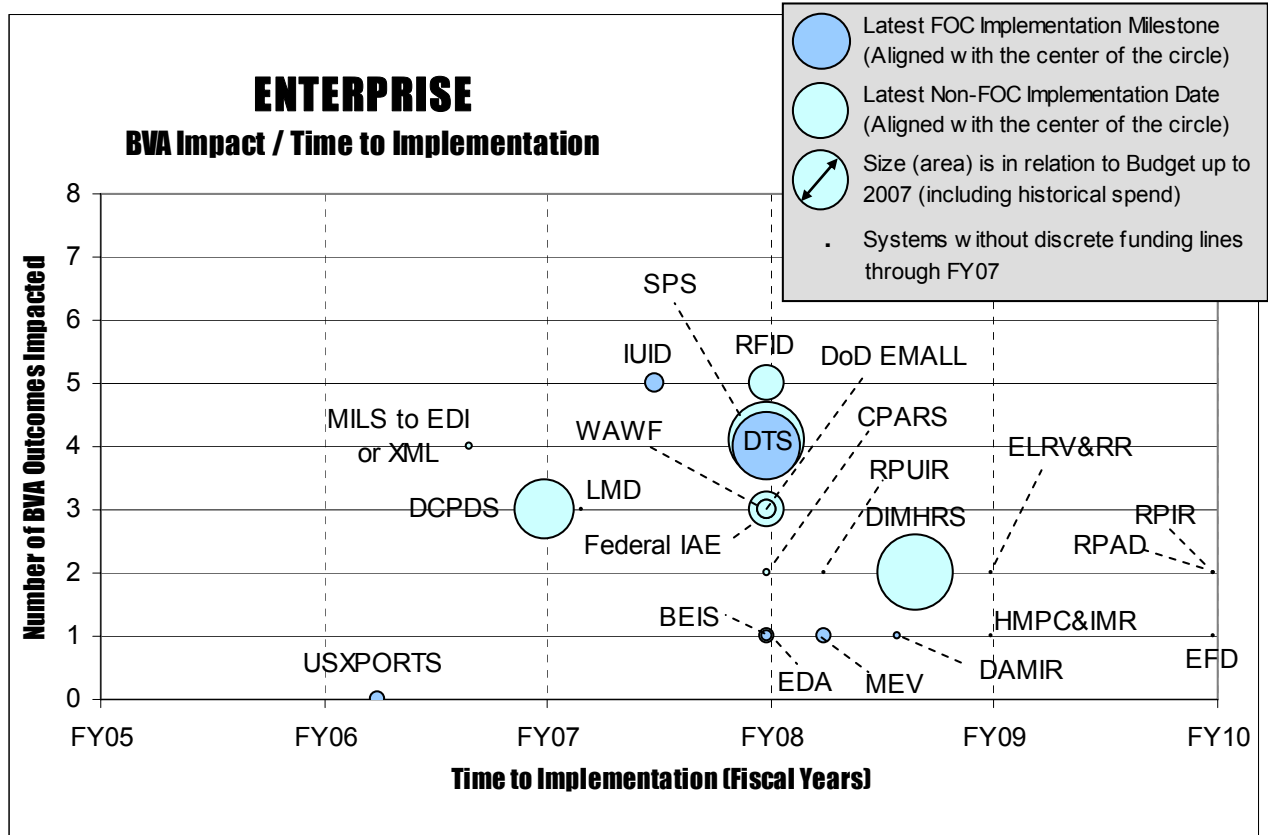 Latest FOC Implementation Milestone
(Aligned with the center of the circle)
Latest Non-FOC Implementation Date
(Aligned with the center of the circle)
Size (area) is in relation to Budget up to
2007 (including historical spend)
Systems without discrete funding lines
through FY07
ENTERPRISE
BVA Impact / Time to Implementation
Number of BVA Outcomes Impacted
8
7
6
5
4
3
2
1
0
SPS
IUID
RFID
DoD EMALL
MILS to EDI
or XML
WAWF
DTS
CPARS
ELRV&RR
DCPDS
LMD
RPUIR
Federal IAE
DIMHRS
RPIR
RPAD
BEIS
HMPC&IMR
USXPORTS
EDA
MEV
DAMIR
EFD
FY05
FY06
FY07
FY08
FY09
FY10
Time to Implementation (Fiscal Years)